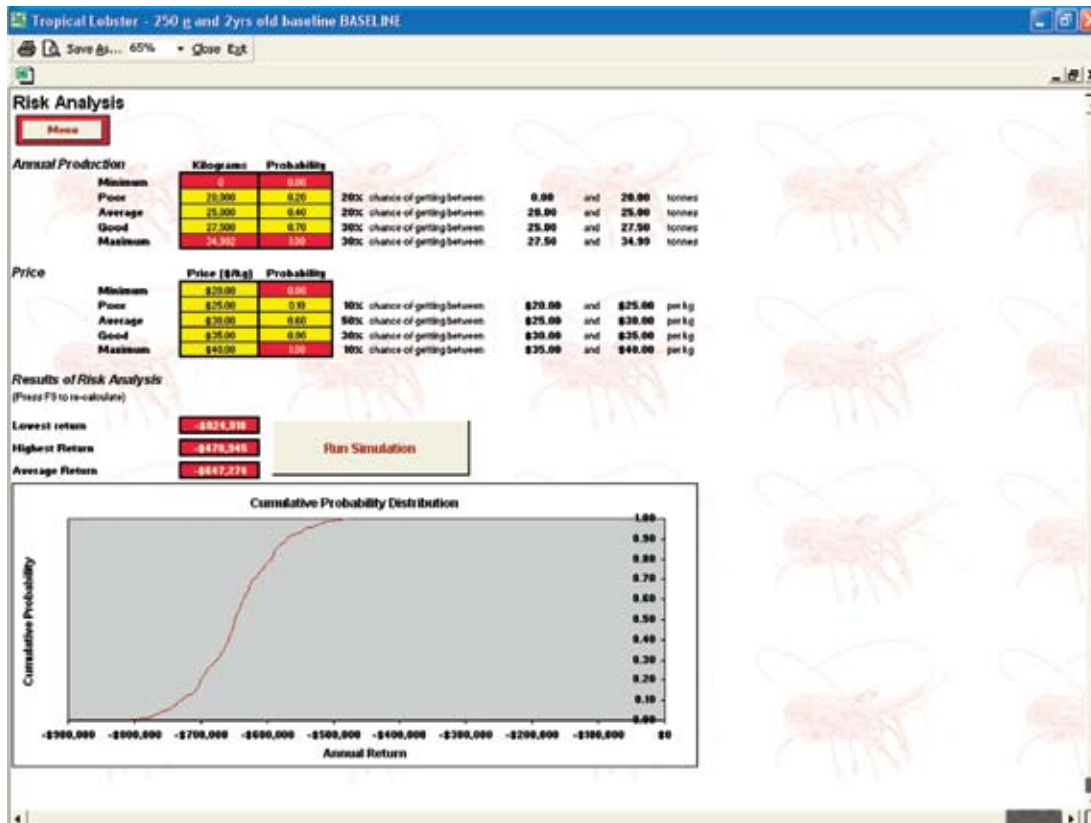 Tropical Lobster - 250 g and 2yrs old baseline BASELINE
Save As... 65% Close Exit
Risk Analysis
Menu
Annual Production Kilograms Probability
Minimum 0 0.00
Poor 20,000 0.20 20% chance of getting between 0.00 and 20.00 tonnes
Average 25,000 0.40 20% chance of getting between 20.00 and 25.00 tonnes
Good 27,500 0.70 30% chance of getting between 25.00 and 27.50 tonnes
Maximum 34,992 1.00 30% chance of getting between 27.50 and 34.99 tonnes
Price Price ($/kg) Probability
Minimum $20.00 0.00
Poor $25.00 0.10 10% chance of getting between $20.00 and $25.00 per kg
Average $30.00 0.60 50% chance of getting between $25.00 and $30.00 per kg
Good $35.00 0.90 30% chance of getting between $30.00 and $35.00 per kg
Maximum $40.00 1.00 10% chance of getting between $35.00 and $40.00 per kg
Results of Risk Analysis
(Press F9 to re-calculate)
Lowest return
Highest Return Run Simulation
Average Return -$647,274
Cumulative Probability Distribution
1.00
0.90
0.80
0.70
0.60
0.50
0.40
0.30
0.20
0.10
0.00
Cumulative Probability
-$900,000 -$800,000 -$700,000 -$600,000 -$500,000 -$400,000 -$300,000 -$200,000 -$100,000 $0
Annual Return